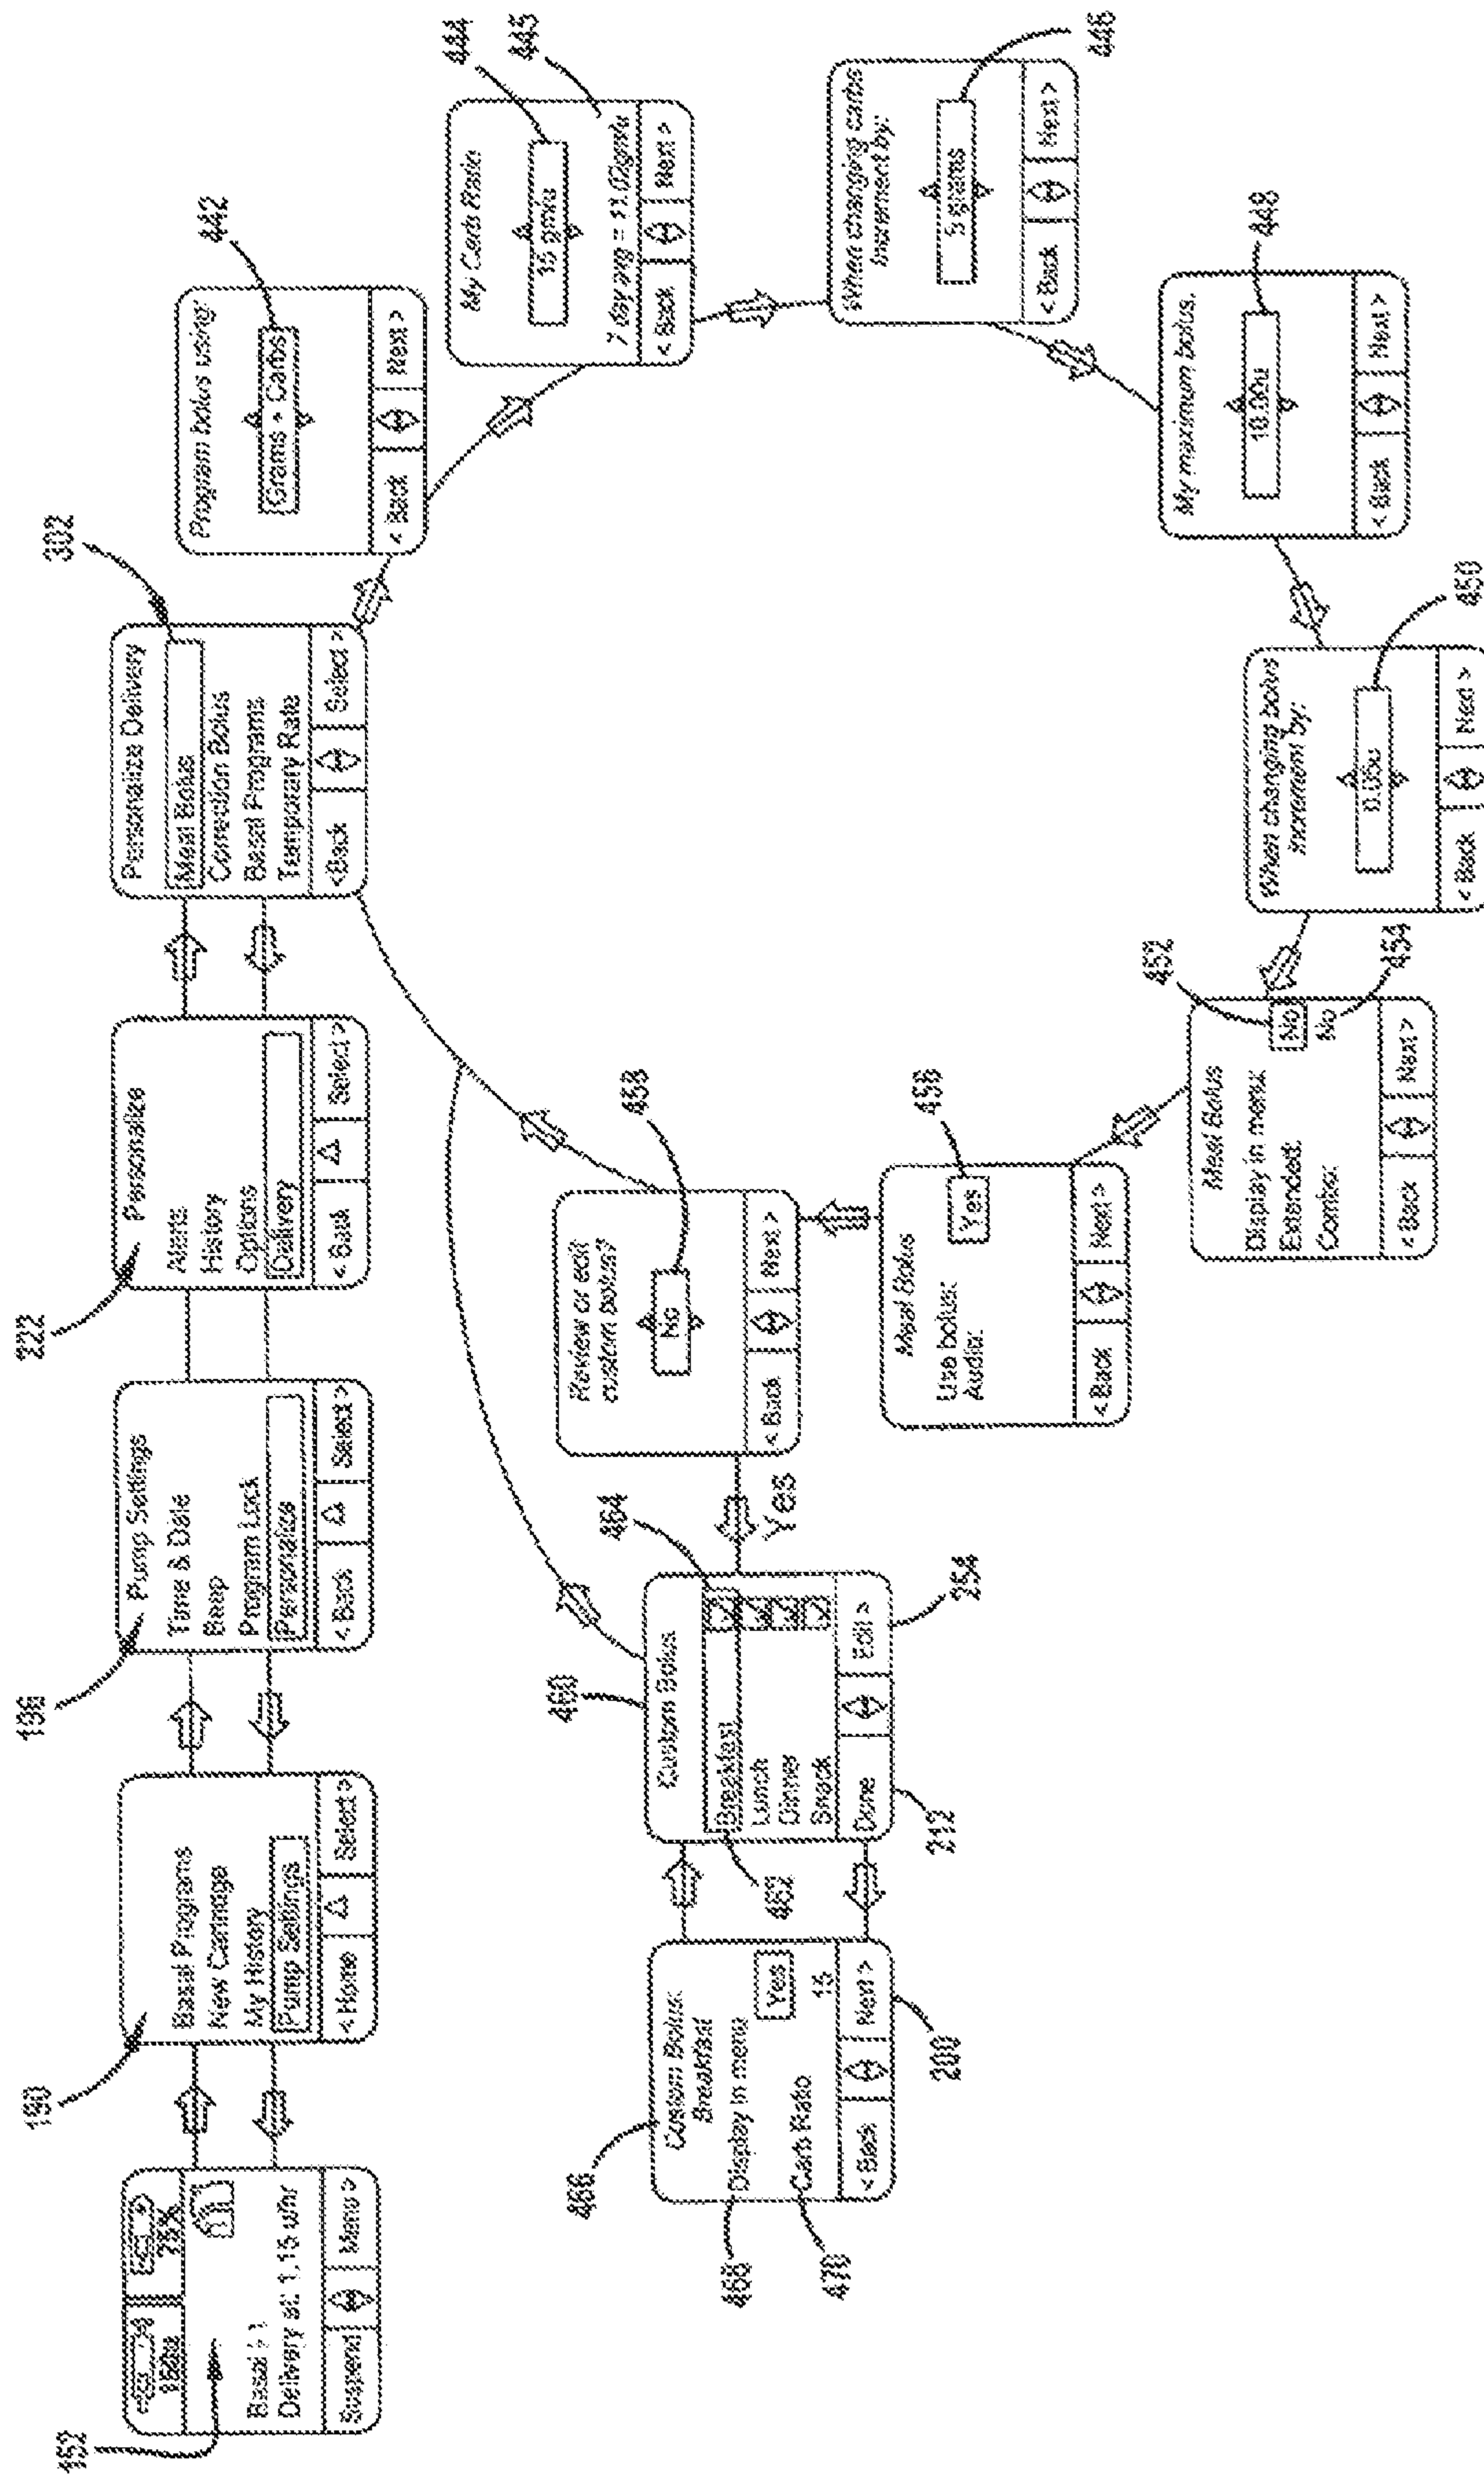 152
150u
25%
Basal : 1
Delivery at: 1.15 u/hr
Suspend
Menu >
190
Basal Programs
New Cartridge
My History
Pump Settings
< Home
Select >
196
Pump Settings
Time & Date
Beep
Program Lock
Personalize
< Back
Select >
222
Personalize
Alerts
History
Options
Delivery
< Back
Select >
302
Personalize Delivery
Meal Bolus
Correction Bolus
Basal Programs
Temporary Rate
<Back
Select >
442
Program bolus using:
Grams + Carbs
< Back
Next >
444
445
My Carb Ratio
15 gm/u
7 day avg = 11.02gm/u
< Back
Next >
446
When changing carbs
increment by:
5 grams
< Back
Next >
448
My maximum bolus.
10.00u
< Back
Next >
450
When changing bolus
increment by:
0.05u
< Back
Next >
452
454
Meal Bolus
Display in menu:
Extended: No
Combo: No
< Back
Next >
456
Meal Bolus
Use bolus:
Audio: Yes
< Back
Next >
458
Review or edit
custom bolus?
No
< Back
Next >
Yes
460
464
Custom Bolus
Breakfast
Lunch
Dinner
Snack
Done
Edit >
462
212
254
466
Custom Bolus:
Breakfast
468
Display in menu
Yes
470
Carb Ratio
15
< Back
Next >
200